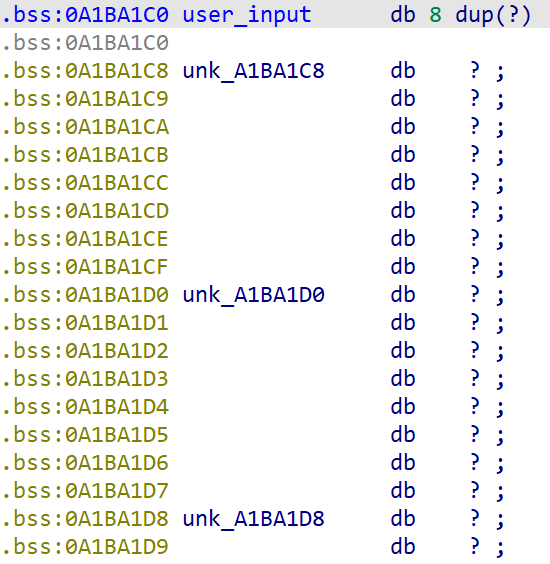 .bss:0A1BA1C0 user_input db 8 dup(?)
.bss:0A1BA1C0
.bss:0A1BA1C8 unk_A1BA1C8 db ? ;
.bss:0A1BA1C9 db ? ;
.bss:0A1BA1CA db ? ;
.bss:0A1BA1CB db ? ;
.bss:0A1BA1CC db ? ;
.bss:0A1BA1CD db ? ;
.bss:0A1BA1CE db ? ;
.bss:0A1BA1CF db ? ;
.bss:0A1BA1D0 unk_A1BA1D0 db ? ;
.bss:0A1BA1D1 db ? ;
.bss:0A1BA1D2 db ? ;
.bss:0A1BA1D3 db ? ;
.bss:0A1BA1D4 db ? ;
.bss:0A1BA1D5 db ? ;
.bss:0A1BA1D6 db ? ;
.bss:0A1BA1D7 db ? ;
.bss:0A1BA1D8 unk_A1BA1D8 db ? ;
.bss:0A1BA1D9 db ? ;